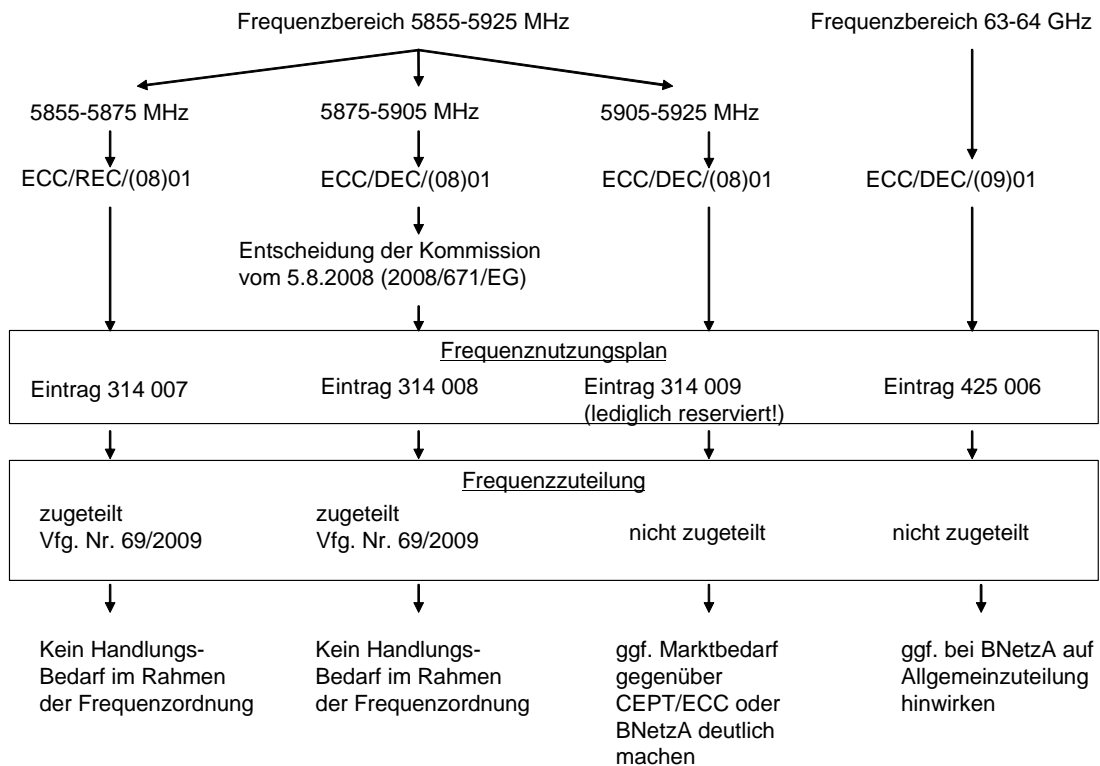 Frequenzbereich 5855-5925 MHz
Frequenzbereich 63-64 GHz
5855-5875 MHz
5875-5905 MHz
5905-5925 MHz
ECC/REC/(08)01
ECC/DEC/(08)01
ECC/DEC/(08)01
ECC/DEC/(09)01
Entscheidung der Kommission
vom 5.8.2008 (2008/671/EG)
Frequenznutzungsplan
Eintrag 314 007
Eintrag 314 008
Eintrag 314 009
(lediglich reserviert!)
Eintrag 425 006
Frequenzzuteilung
zugeteilt
Vfg. Nr. 69/2009
zugeteilt
Vfg. Nr. 69/2009
nicht zugeteilt
nicht zugeteilt
Kein Handlungs-
Bedarf im Rahmen
der Frequenzordnung
Kein Handlungs-
Bedarf im Rahmen
der Frequenzordnung
ggf. Marktbedarf
gegenüber
CEPT/ECC oder
BNetzA deutlich
machen
ggf. bei BNetzA auf
Allgemeinzuteilung
hinwirken